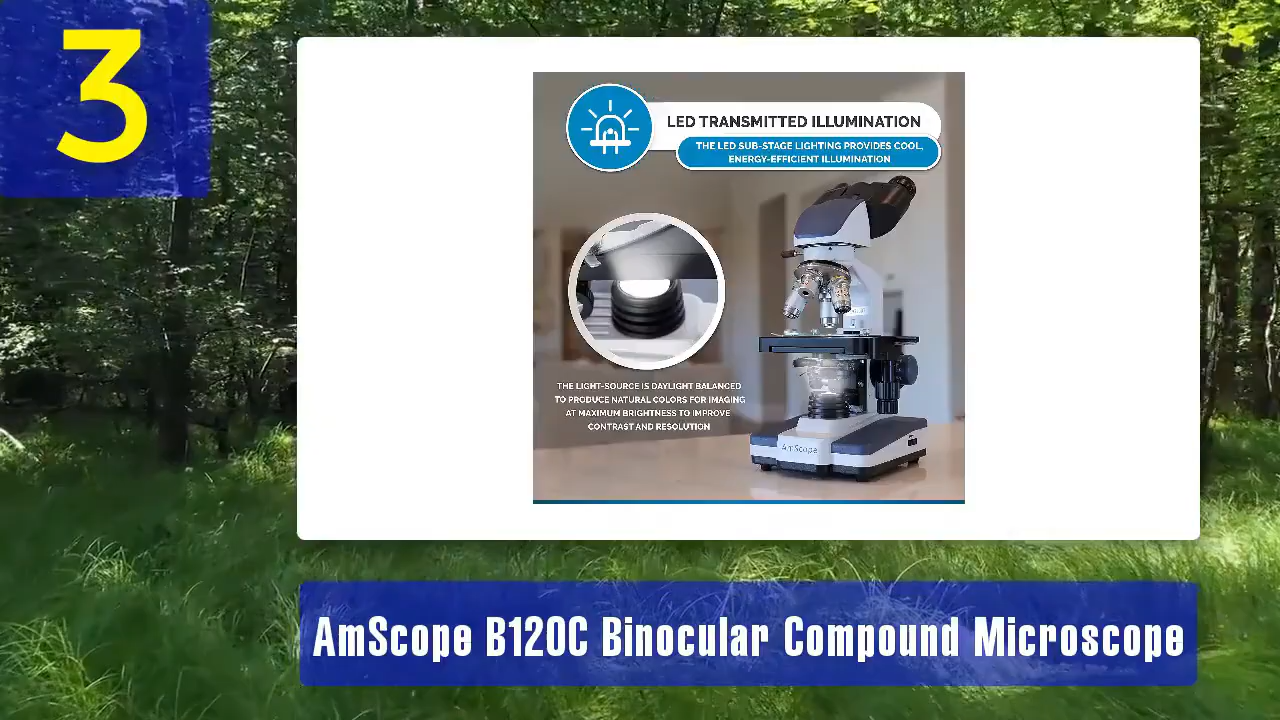 3
LED TRANSMITTED ILLUMINATION
THE LED SUB-STAGE LIGHTING PROVIDES COOL,
ENERGY-EFFICIENT ILLUMINATION
THE LIGHT-SOURCE IS DAYLIGHT BALANCED
TO PRODUCE NATURAL COLORS FOR IMAGING
AT MAXIMUM BRIGHTNESS TO IMPROVE
CONTRAST AND RESOLUTION
AmScope
AmScope B120C Binocular Compound Microscope